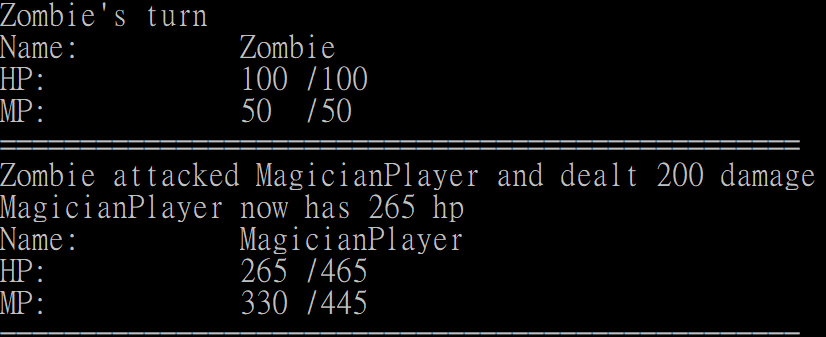 Zombie's turn
Name: Zombie
HP: 100 /100
MP: 50 /50
==================================================
Zombie attacked MagicianPlayer and dealt 200 damage
MagicianPlayer now has 265 hp
Name: MagicianPlayer
HP: 265 /465
MP: 330 /445
==================================================